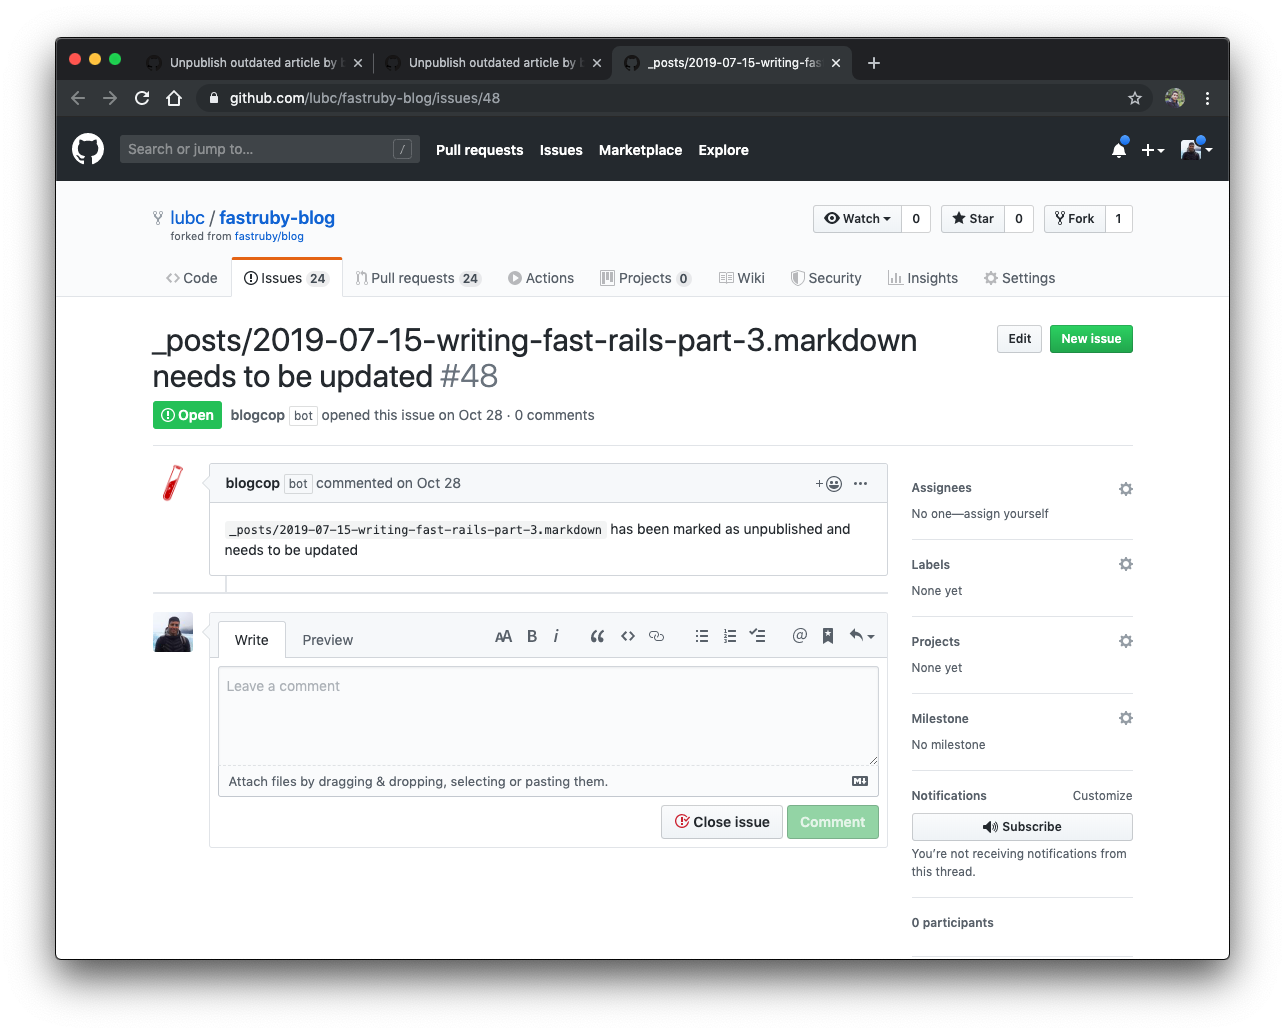 Unpublish outdated article by
Unpublish outdated article by
_posts/2019-07-15-writing-fas
github.com/lubc/fastruby-blog/issues/48
Search or jump to…
/
Pull requests
Issues
Marketplace
Explore
lubc / fastruby-blog
forked from fastruby/blog
Watch
0
Star
0
Fork
1
Code
Issues 24
Pull requests 24
Actions
Projects 0
Wiki
Security
Insights
Settings
_posts/2019-07-15-writing-fast-rails-part-3.markdown
needs to be updated #48
Edit
New issue
Open
blogcop bot opened this issue on Oct 28 · 0 comments
blogcop bot commented on Oct 28
_posts/2019-07-15-writing-fast-rails-part-3.markdown has been marked as unpublished and
needs to be updated
Write
Preview
AA B i
@
Leave a comment
Attach files by dragging & dropping, selecting or pasting them.
Close issue
Comment
Assignees
No one—assign yourself
Labels
None yet
Projects
None yet
Milestone
No milestone
Notifications
Customize
Subscribe
You’re not receiving notifications from
this thread.
0 participants